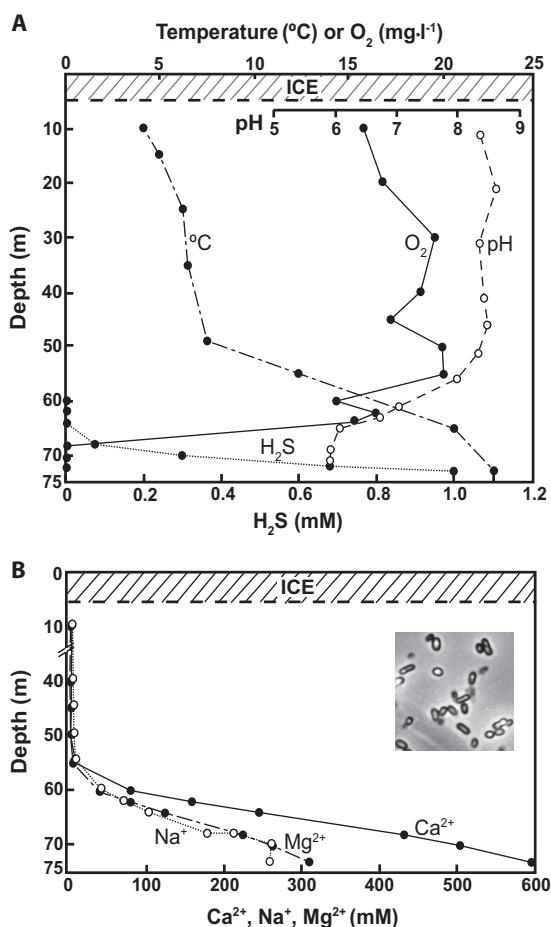 A
Temperature (ºC) or O2 (mg·l-1)
0 5 10 15 20 25
ICE
pH
5 6 7 8 9
10
20
30
40
50
60
70
75
Depth (m)
ºC
O2
pH
H2S
0.2 0.4 0.6 0.8 1.0 1.2
H2S (mM)
B
0
ICE
10
40
50
60
70
75
Depth (m)
Na+
Mg2+
Ca2+
0 100 200 300 400 500 600
Ca2+, Na+, Mg2+ (mM)